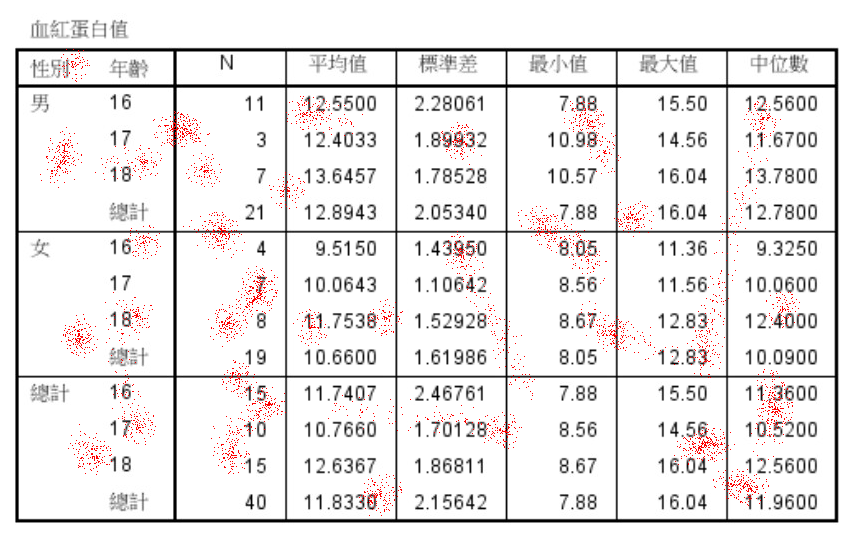 血紅蛋白值
性別 年齡 N 平均值 標準差 最小值 最大值 中位數
男 16 11 12.5500 2.28061 7.88 15.50 12.5600
17 3 12.4033 1.89932 10.98 14.56 11.6700
18 7 13.6457 1.78528 10.57 16.04 13.7800
總計 21 12.8943 2.05340 7.88 16.04 12.7800
女 16 4 9.5150 1.43950 8.05 11.36 9.3250
17 7 10.0643 1.10642 8.56 11.56 10.0600
18 8 11.7538 1.52928 8.67 12.83 12.4000
總計 19 10.6600 1.61986 8.05 12.83 10.0900
總計 16 15 11.7407 2.46761 7.88 15.50 11.3600
17 10 10.7660 1.70128 8.56 14.56 10.5200
18 15 12.6367 1.86811 8.67 16.04 12.5600
總計 40 11.8330 2.15642 7.88 16.04 11.9600